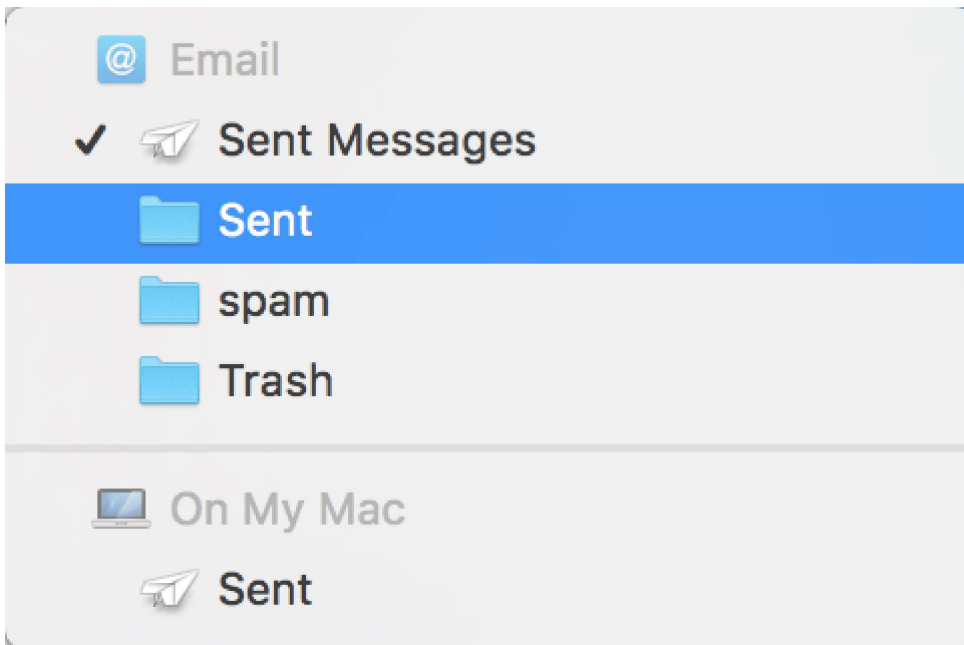 Email
Sent Messages
Sent
spam
Trash
On My Mac
Sent